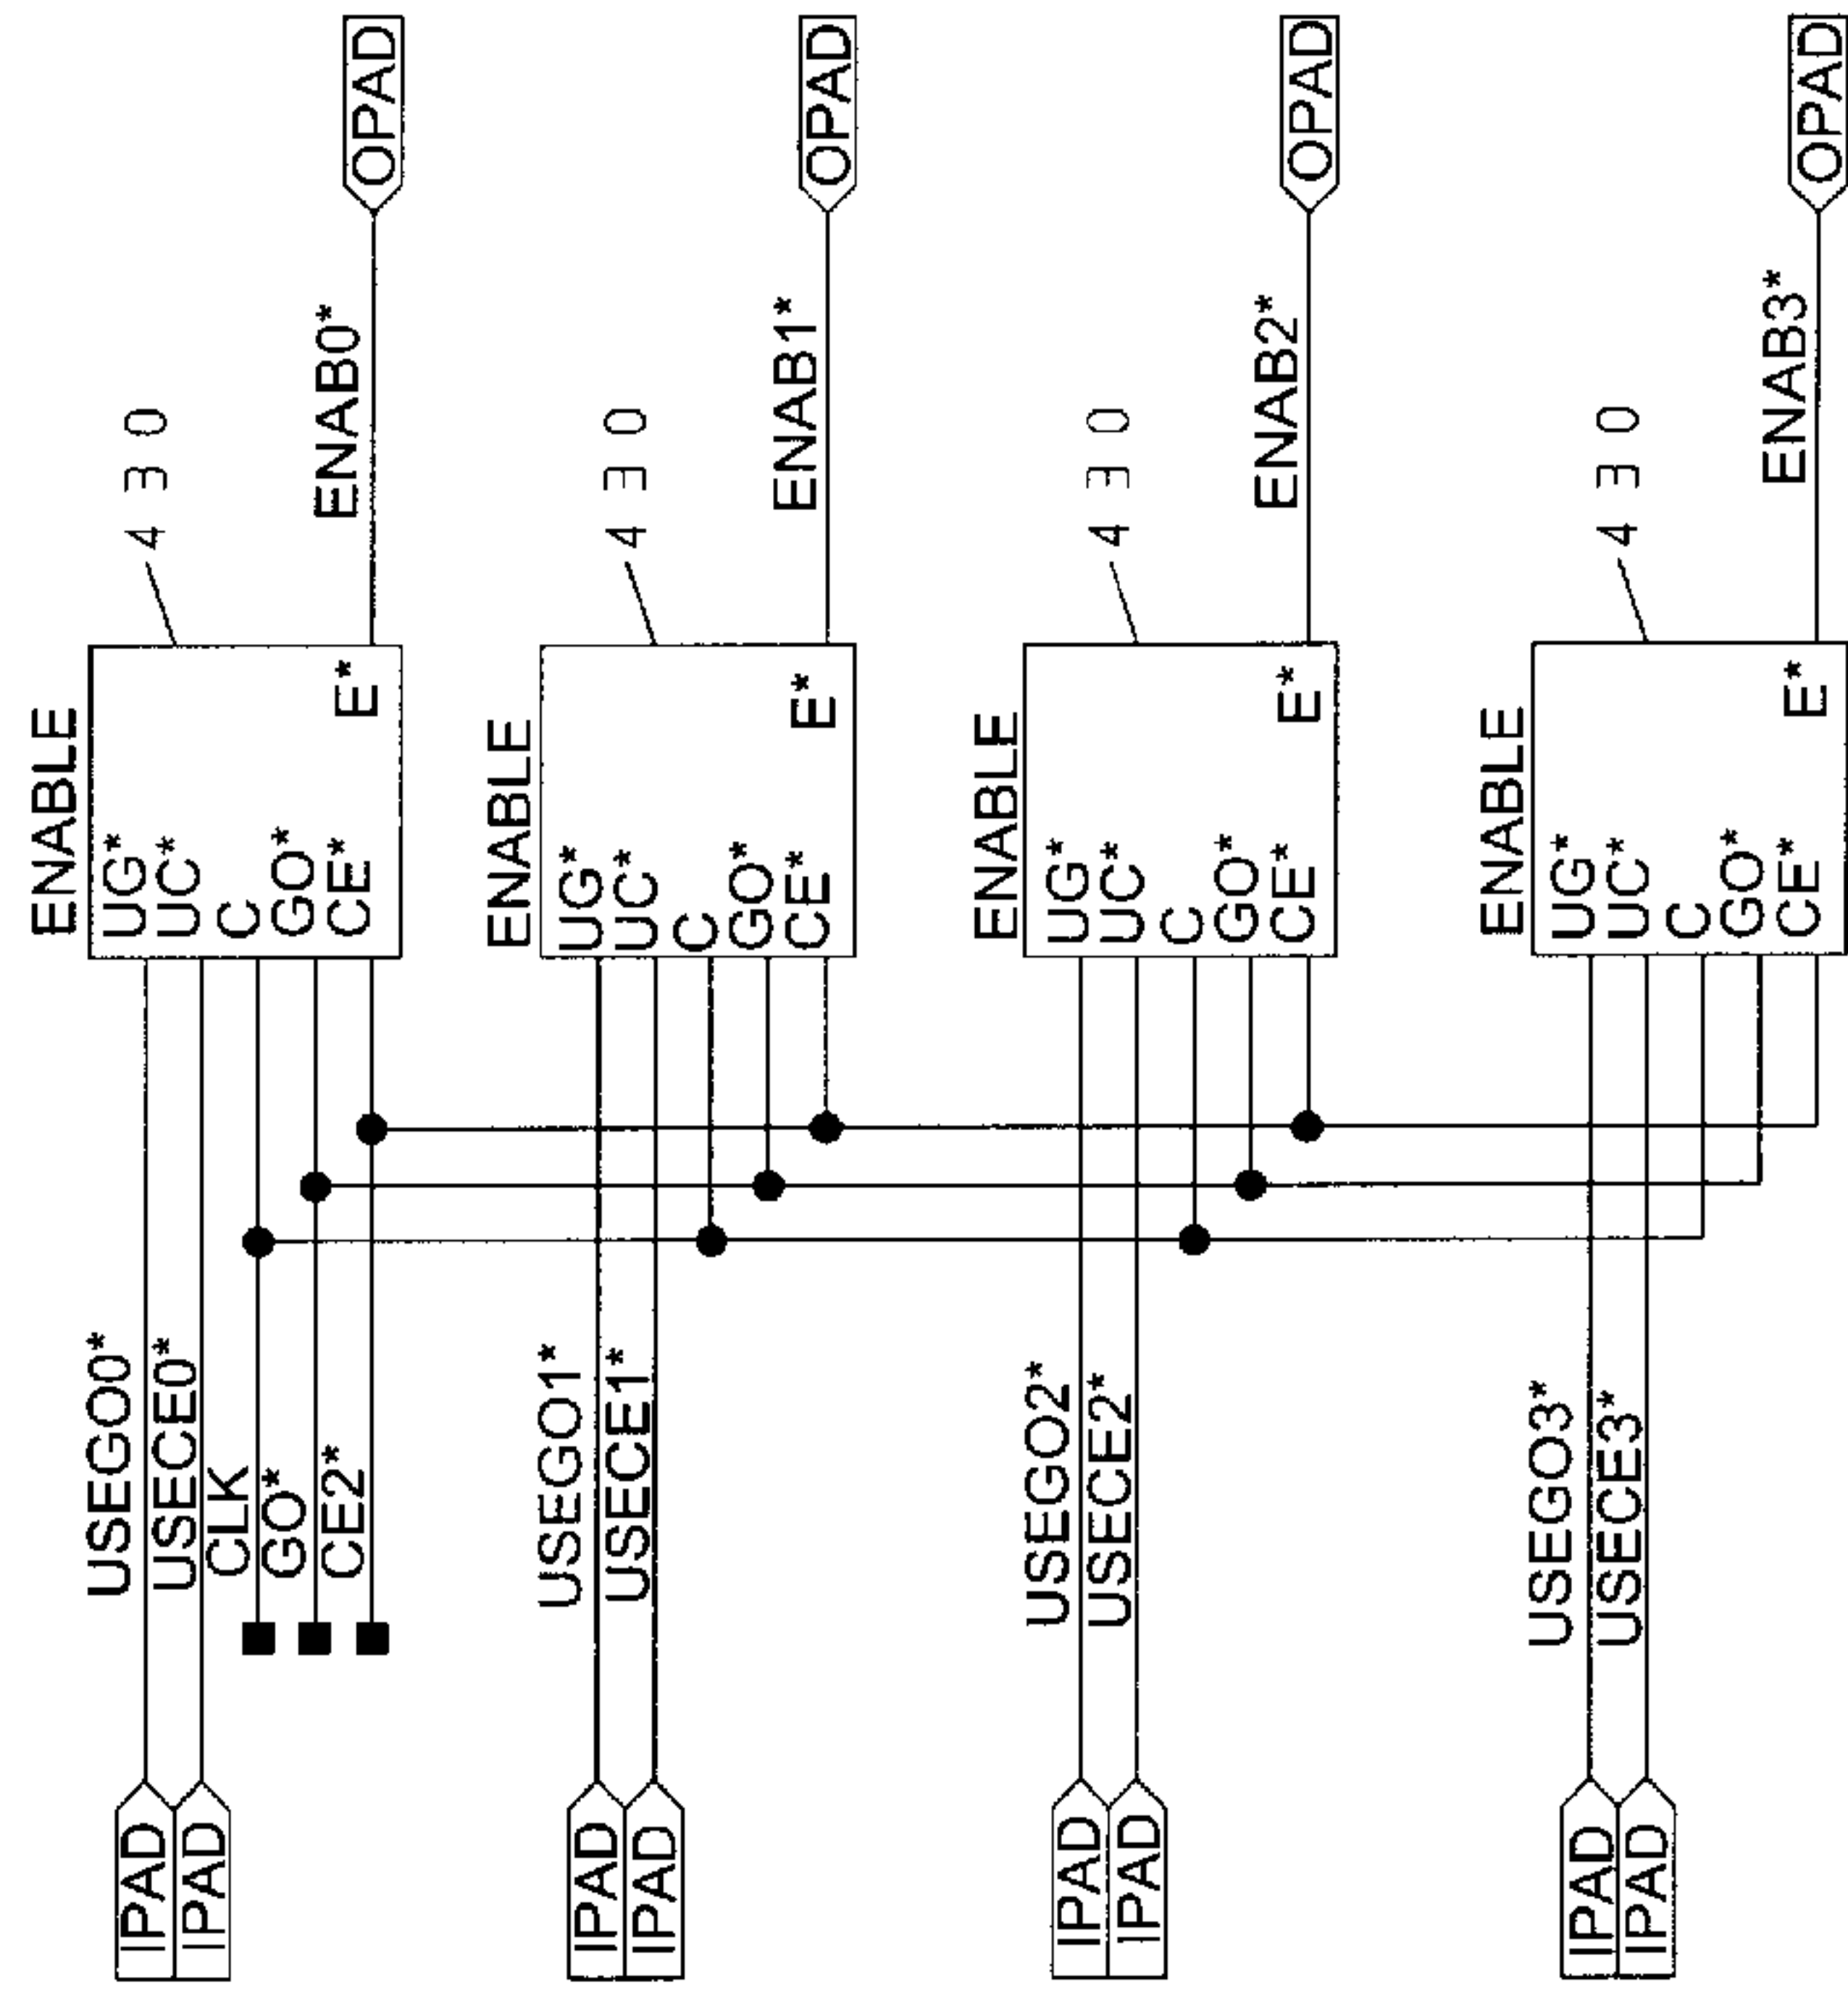 ENABLE
IPAD USEGO0* UG* 430
IPAD USECE0* UC*
CLK C
GO* GO*
CE2* CE* E* ENAB0* OPAD
ENABLE
IPAD USEGO1* UG* 430
IPAD USECE1* UC*
C
GO*
CE* E* ENAB1* OPAD
ENABLE
IPAD USEGO2* UG* 430
IPAD USECE2* UC*
C
GO*
CE* E* ENAB2* OPAD
ENABLE
IPAD USEGO3* UG* 430
IPAD USECE3* UC*
C
GO*
CE* E* ENAB3* OPAD